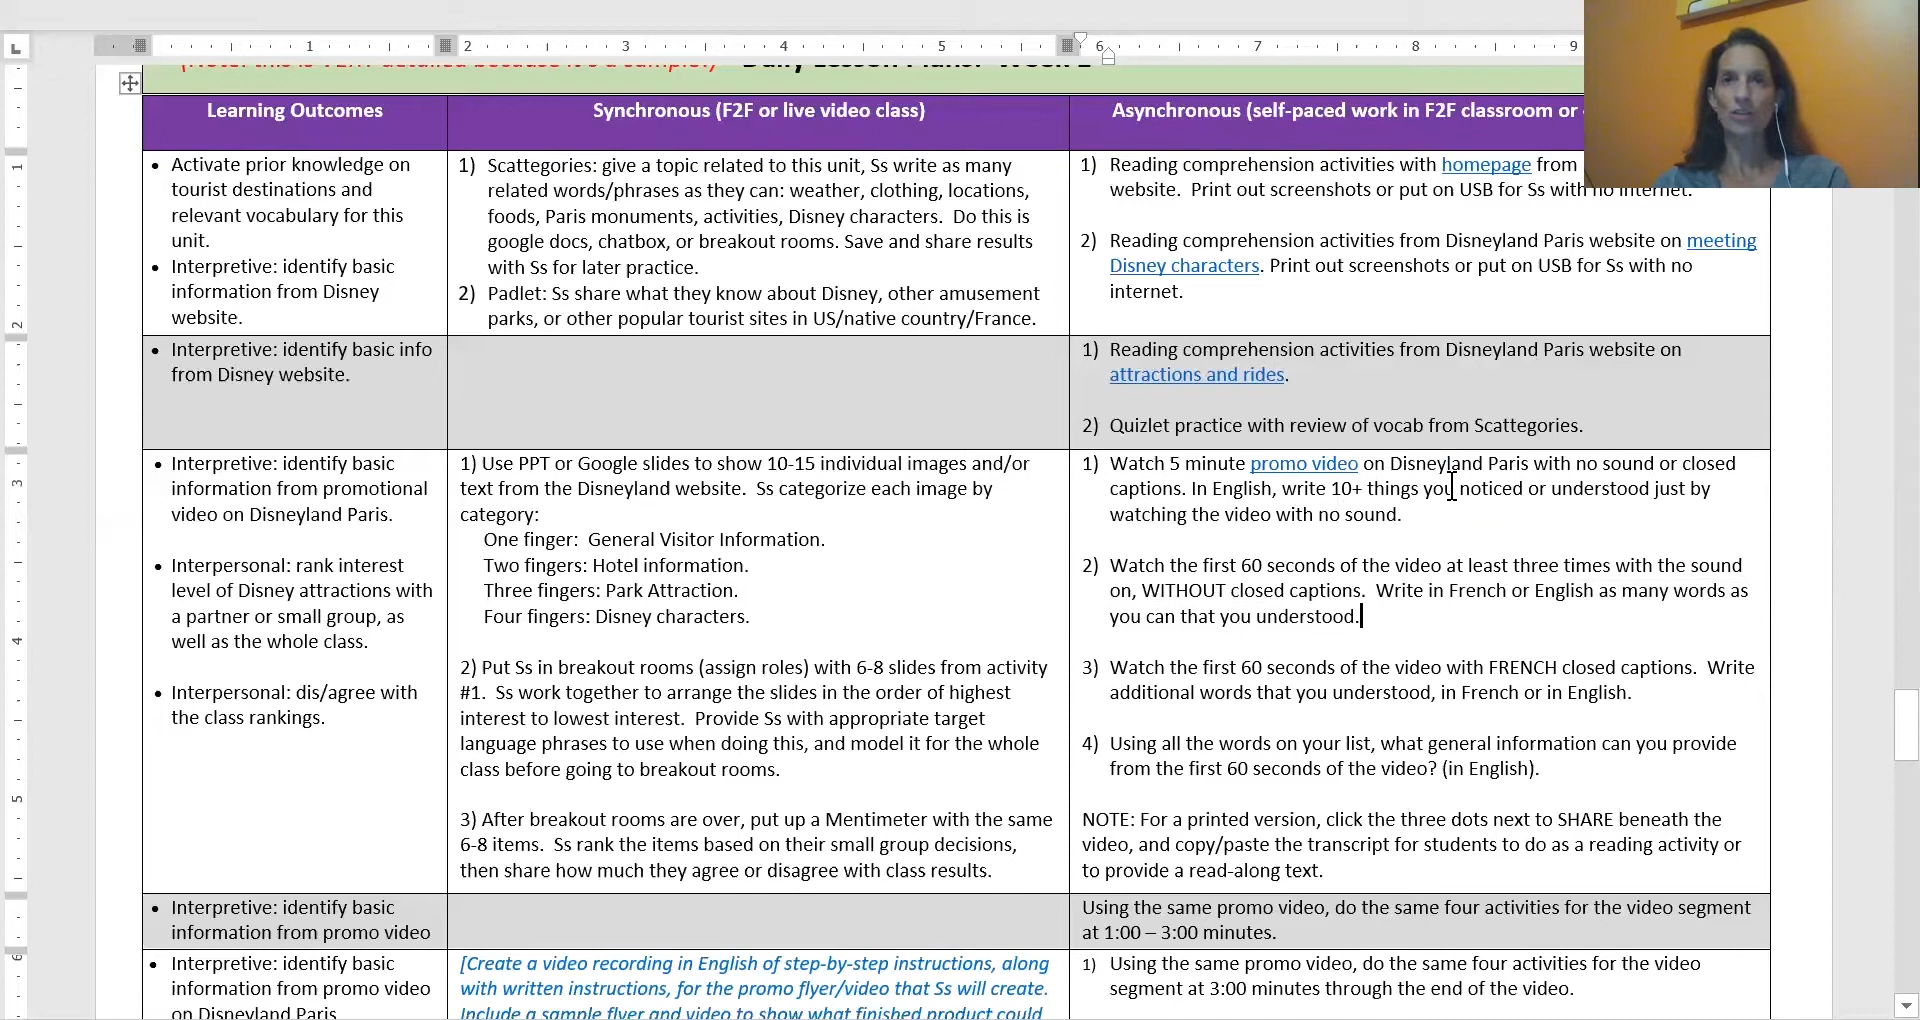 1 2 3 4 5 6 7 8 9
Daily Lesson Plans: Week 2
Learning Outcomes
Synchronous (F2F or live video class)
Asynchronous (self-paced work in F2F classroom or
• Activate prior knowledge on
tourist destinations and
relevant vocabulary for this
unit.
• Interpretive: identify basic
information from Disney
website.
1) Scattegories: give a topic related to this unit, Ss write as many
related words/phrases as they can: weather, clothing, locations,
foods, Paris monuments, activities, Disney characters. Do this is
google docs, chatbox, or breakout rooms. Save and share results
with Ss for later practice.
2) Padlet: Ss share what they know about Disney, other amusement
parks, or other popular tourist sites in US/native country/France.
1) Reading comprehension activities with homepage from
website. Print out screenshots or put on USB for Ss with no internet.
2) Reading comprehension activities from Disneyland Paris website on meeting
Disney characters. Print out screenshots or put on USB for Ss with no
internet.
• Interpretive: identify basic info
from Disney website.
1) Reading comprehension activities from Disneyland Paris website on
attractions and rides.
2) Quizlet practice with review of vocab from Scattegories.
• Interpretive: identify basic
information from promotional
video on Disneyland Paris.
• Interpersonal: rank interest
level of Disney attractions with
a partner or small group, as
well as the whole class.
• Interpersonal: dis/agree with
the class rankings.
1) Use PPT or Google slides to show 10-15 individual images and/or
text from the Disneyland website. Ss categorize each image by
category:
One finger: General Visitor Information.
Two fingers: Hotel information.
Three fingers: Park Attraction.
Four fingers: Disney characters.
2) Put Ss in breakout rooms (assign roles) with 6-8 slides from activity
#1. Ss work together to arrange the slides in the order of highest
interest to lowest interest. Provide Ss with appropriate target
language phrases to use when doing this, and model it for the whole
class before going to breakout rooms.
3) After breakout rooms are over, put up a Mentimeter with the same
6-8 items. Ss rank the items based on their small group decisions,
then share how much they agree or disagree with class results.
1) Watch 5 minute promo video on Disneyland Paris with no sound or closed
captions. In English, write 10+ things you noticed or understood just by
watching the video with no sound.
2) Watch the first 60 seconds of the video at least three times with the sound
on, WITHOUT closed captions. Write in French or English as many words as
you can that you understood.
3) Watch the first 60 seconds of the video with FRENCH closed captions. Write
additional words that you understood, in French or in English.
4) Using all the words on your list, what general information can you provide
from the first 60 seconds of the video? (in English).
NOTE: For a printed version, click the three dots next to SHARE beneath the
video, and copy/paste the transcript for students to do as a reading activity or
to provide a read-along text.
• Interpretive: identify basic
information from promo video
Using the same promo video, do the same four activities for the video segment
at 1:00 – 3:00 minutes.
• Interpretive: identify basic
information from promo video
on Disneyland Paris
[Create a video recording in English of step-by-step instructions, along
with written instructions, for the promo flyer/video that Ss will create.
Include a sample flyer and video to show what finished product could
1) Using the same promo video, do the same four activities for the video
segment at 3:00 minutes through the end of the video.